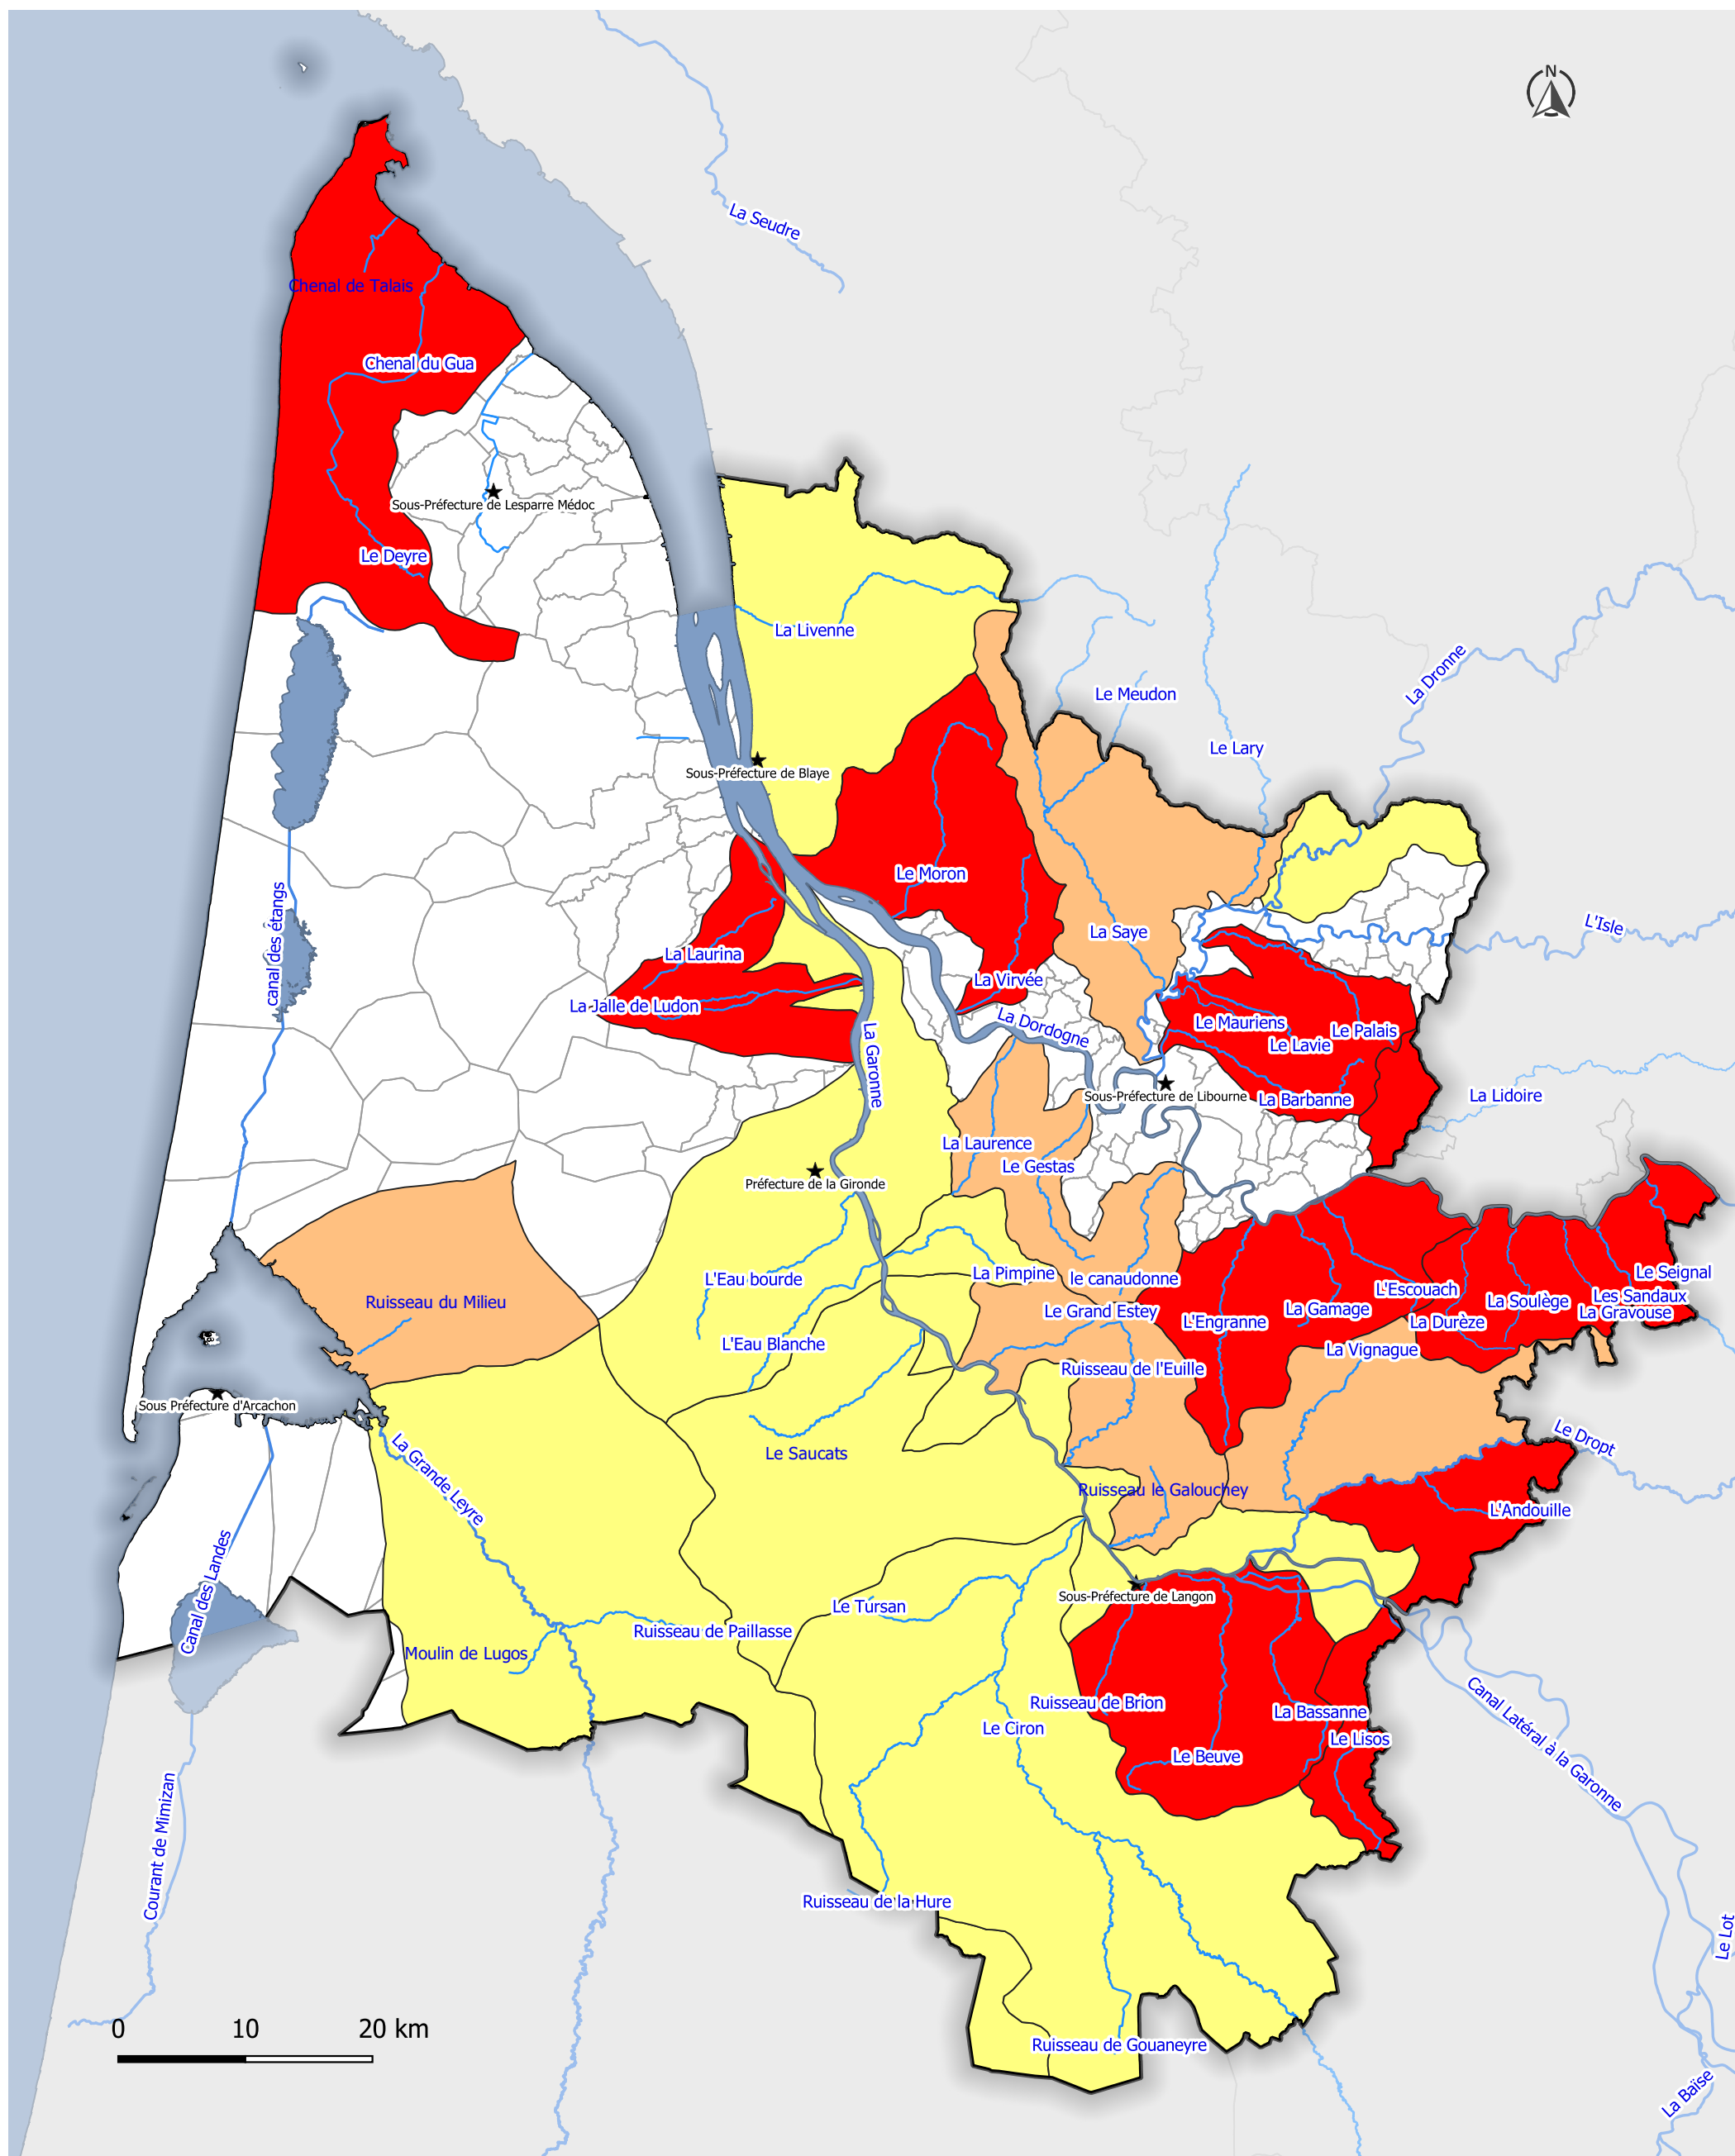 N
La Seudre
Chenal de Talais
Chenal du Gua
Sous-Préfecture de Lesparre Médoc
Le Deyre
La Livenne
Le Meudon
La Dronne
Le Lary
Sous-Préfecture de Blaye
Le Moron
canal des étangs
La Saye
L'Isle
La Laurina
La Virvée
La Jalle de Ludon
La Dordogne
Le Mauriens
Le Palais
Le Lavie
La Garonne
Sous-Préfecture de Libourne
La Barbanne
La Lidoire
La Laurence
Le Gestas
Préfecture de la Gironde
L'Eau bourde
La Pimpine
le canaudonne
Le Seignal
L'Escouach
Les Sandaux
Ruisseau du Milieu
Le Grand Estey
La Gamage
La Soulège
La Gravouse
L'Engranne
La Durèze
L'Eau Blanche
La Vignague
Ruisseau de l'Euille
Sous Préfecture d'Arcachon
Le Dropt
Le Saucats
La Grande Leyre
Ruisseau le Galouchey
L'Andouille
Canal des Landes
Sous-Préfecture de Langon
Le Tursan
Ruisseau de Paillasse
Moulin de Lugos
Ruisseau de Brion
La Bassanne
Le Ciron
Le Lisos
Canal Latéral à la Garonne
Le Beuve
Courant de Mimizan
Ruisseau de la Hure
Le Lot
0 10 20 km
Ruisseau de Gouaneyre
La Baïse